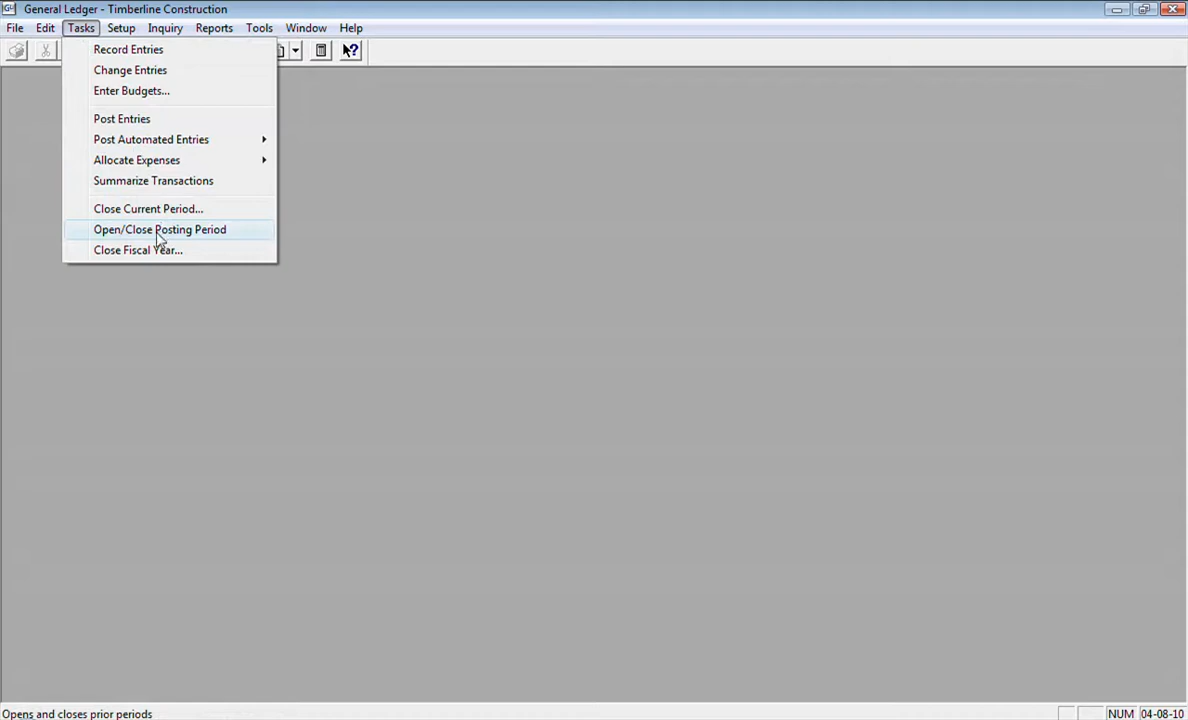 General Ledger - Timberline Construction
File Edit Tasks Setup Inquiry Reports Tools Window Help
Record Entries
Change Entries
Enter Budgets...
Post Entries
Post Automated Entries
Allocate Expenses
Summarize Transactions
Close Current Period...
Open/Close Posting Period
Close Fiscal Year...
Opens and closes prior periods
NUM 04-08-10